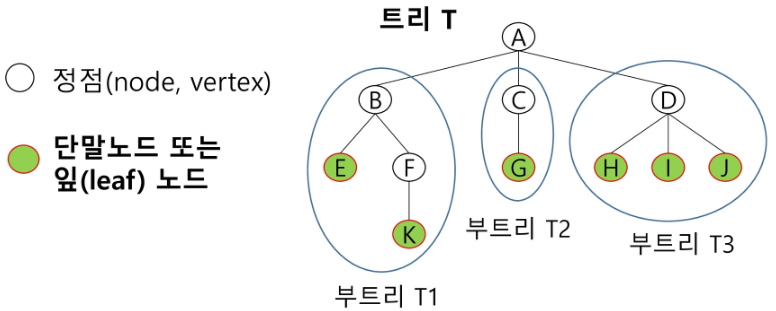 트리 T
정점(node, vertex)
단말노드 또는
잎(leaf) 노드
A
B
C
D
E
F
G
H
I
J
K
부트리 T1
부트리 T2
부트리 T3